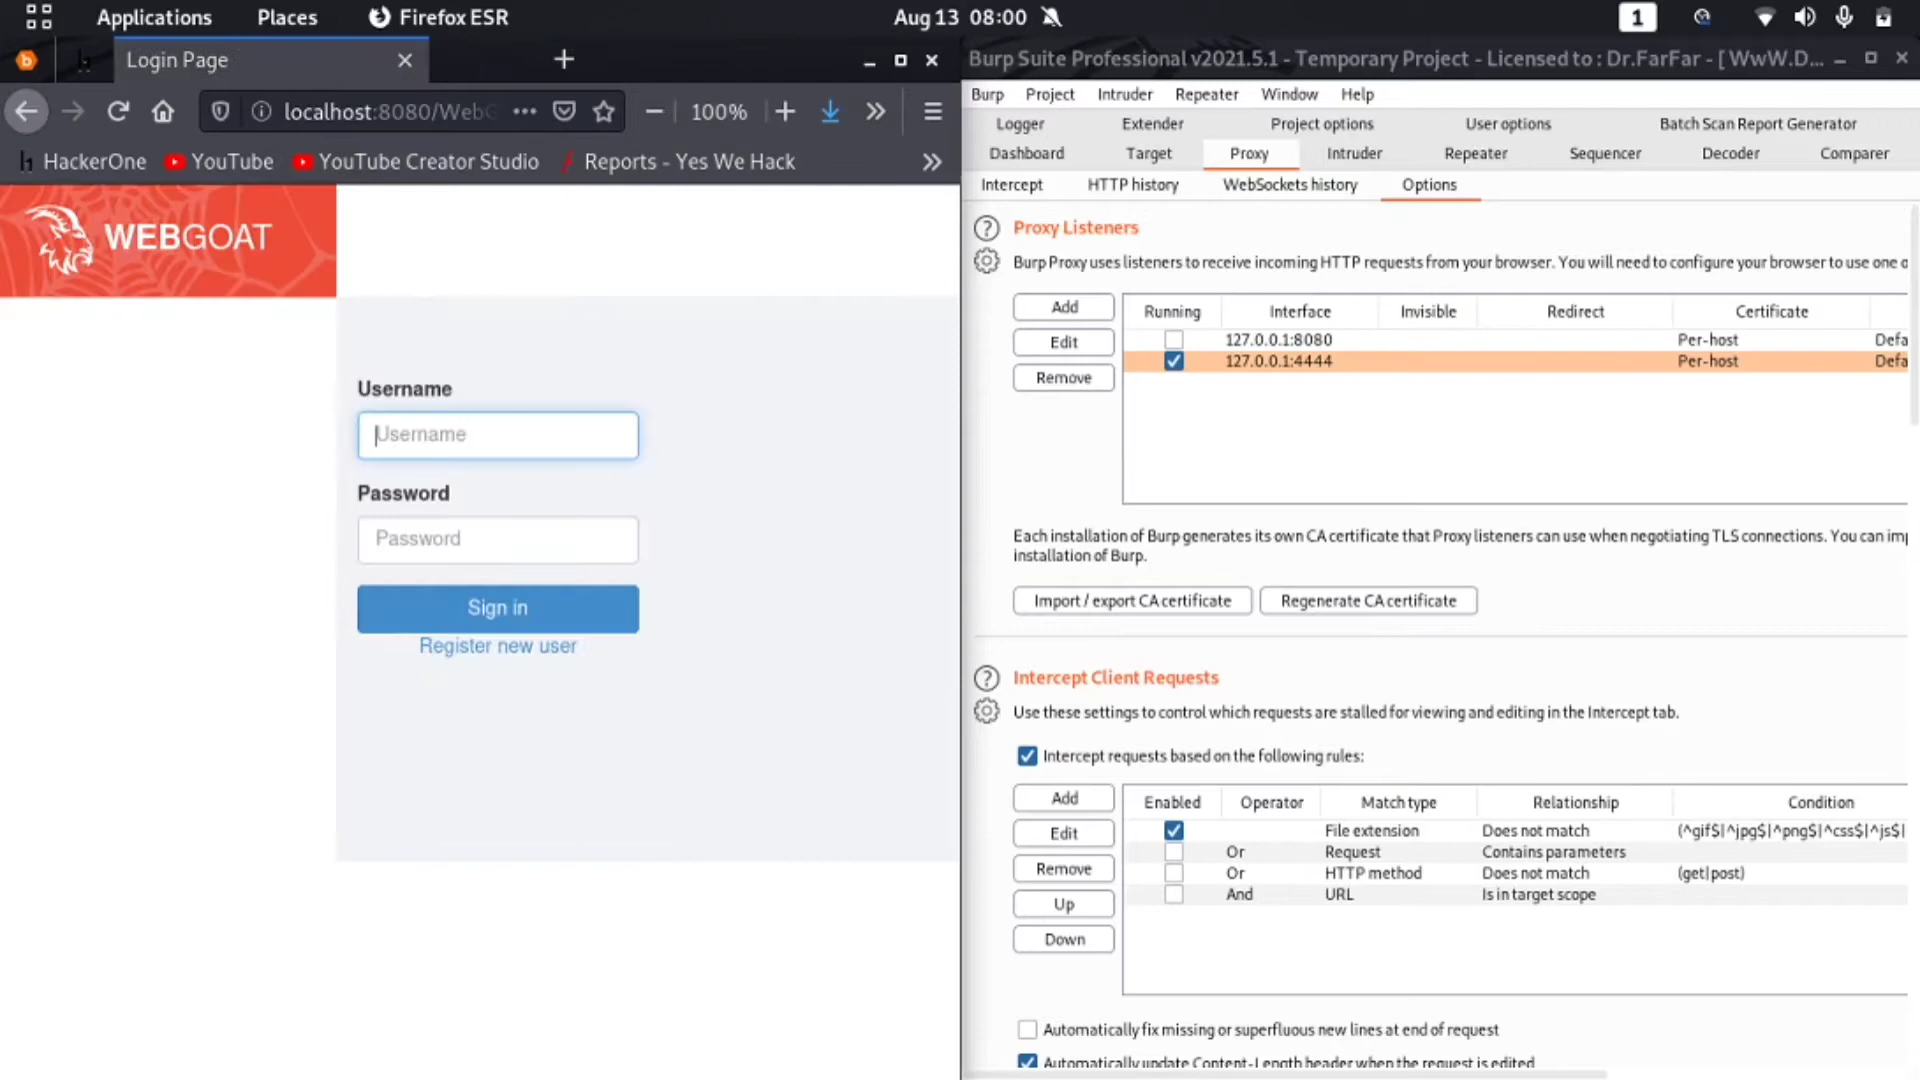 Applications Places Firefox ESR Aug 13 08:00 1
Login Page
localhost:8080/WebG
100%
HackerOne YouTube YouTube Creator Studio Reports - Yes We Hack
WEBGOAT
Username
Username
Password
Password
Sign in
Register new user
Burp Suite Professional v2021.5.1 - Temporary Project - Licensed to : Dr.FarFar - [ WwW.D...
Burp Project Intruder Repeater Window Help
Logger Extender Project options User options Batch Scan Report Generator
Dashboard Target Proxy Intruder Repeater Sequencer Decoder Comparer
Intercept HTTP history WebSockets history Options
Proxy Listeners
Burp Proxy uses listeners to receive incoming HTTP requests from your browser. You will need to configure your browser to use one o
Add
Edit
Remove
Running Interface Invisible Redirect Certificate
127.0.0.1:8080 Per-host Defa
127.0.0.1:4444 Per-host Defa
Each installation of Burp generates its own CA certificate that Proxy listeners can use when negotiating TLS connections. You can imp
installation of Burp.
Import / export CA certificate Regenerate CA certificate
Intercept Client Requests
Use these settings to control which requests are stalled for viewing and editing in the Intercept tab.
Intercept requests based on the following rules:
Add
Edit
Remove
Up
Down
Enabled Operator Match type Relationship Condition
File extension Does not match (^gif$|^jpg$|^png$|^css$|^js$|
Or Request Contains parameters
Or HTTP method Does not match (get|post)
And URL Is in target scope
Automatically fix missing or superfluous new lines at end of request
Automatically update Content-Length header when the request is edited